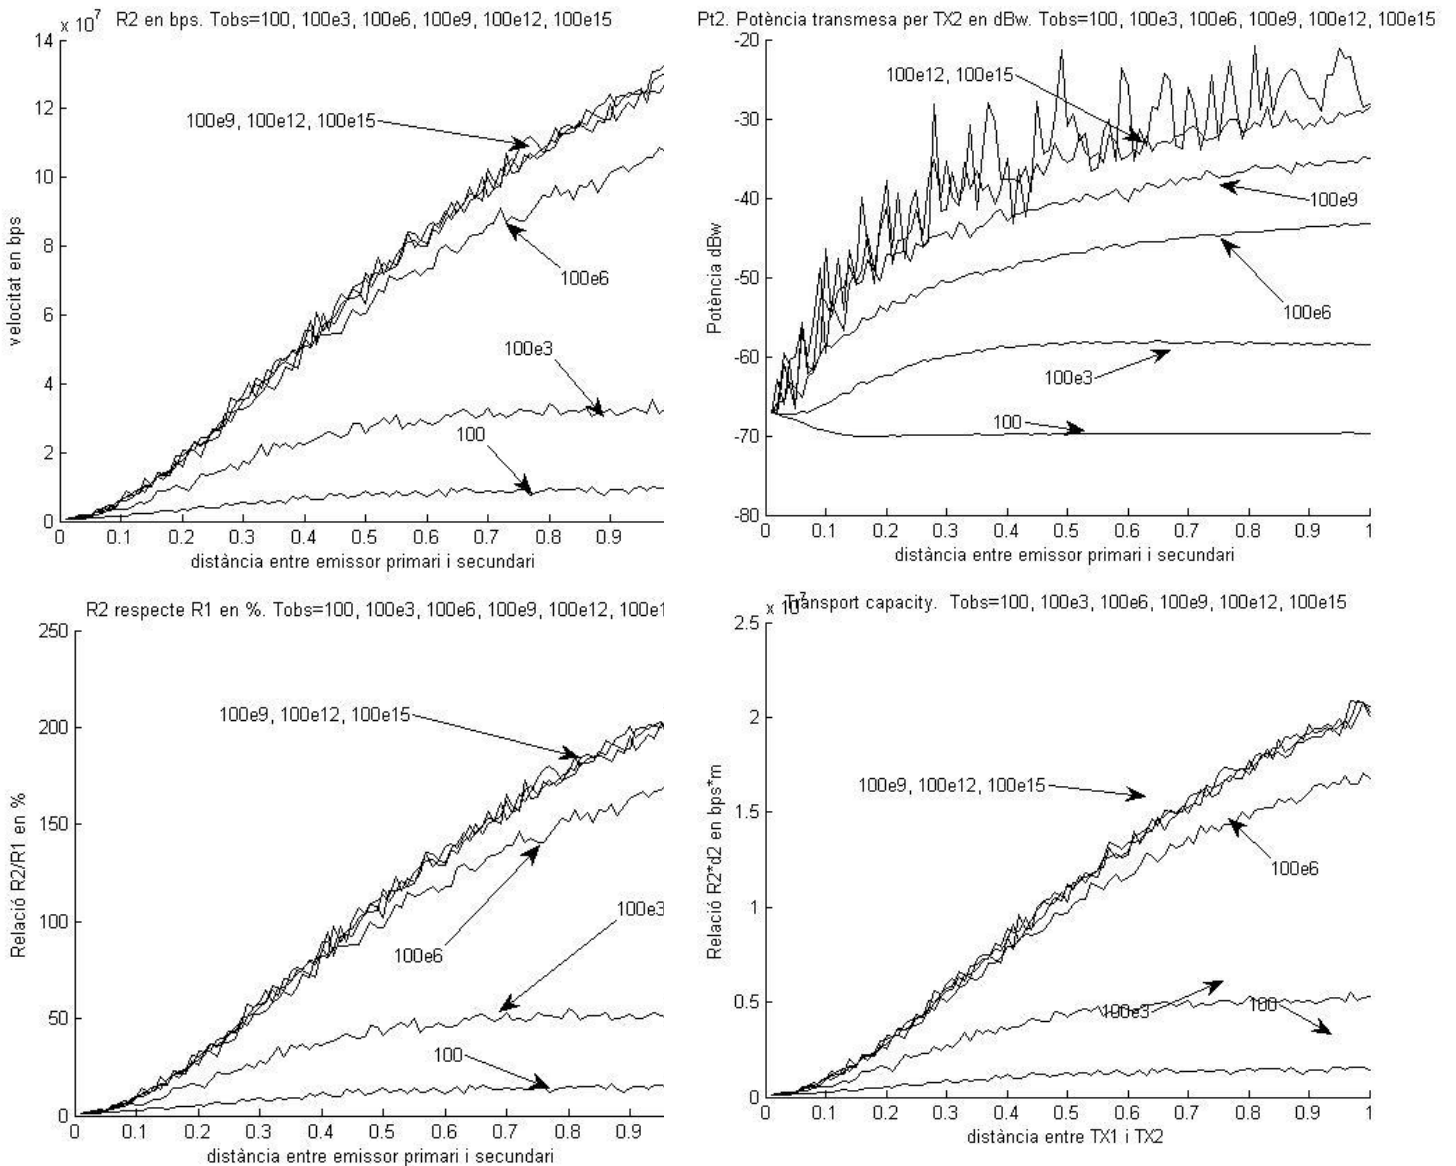 x 10⁷ R2 en bps. Tobs=100, 100e3, 100e6, 100e9, 100e12, 100e15
14
12
10
8
6
4
2
0
velocitat en bps
100e9, 100e12, 100e15
100e6
100e3
100
0 0.1 0.2 0.3 0.4 0.5 0.6 0.7 0.8 0.9
distància entre emissor primari i secundari
Pt2. Potència transmesa per TX2 en dBw. Tobs=100, 100e3, 100e6, 100e9, 100e12, 100e15
-20
-30
-40
-50
-60
-70
-80
Potència dBw
100e12, 100e15
100e9
100e6
100e3
100
0 0.1 0.2 0.3 0.4 0.5 0.6 0.7 0.8 0.9 1
distància entre emissor primari i secundari
R2 respecte R1 en %. Tobs=100, 100e3, 100e6, 100e9, 100e12, 100e1
250
200
150
100
50
0
Relació R2/R1 en %
100e9, 100e12, 100e15
100e3
100e6
100
0 0.1 0.2 0.3 0.4 0.5 0.6 0.7 0.8 0.9
distància entre emissor primari i secundari
x 10⁷ Transport capacity. Tobs=100, 100e3, 100e6, 100e9, 100e12, 100e15
2.5
2
1.5
1
0.5
0
Relació R2*d2 en bps*m
100e9, 100e12, 100e15
100e6
100e3
100
0 0.1 0.2 0.3 0.4 0.5 0.6 0.7 0.8 0.9 1
distància entre TX1 i TX2